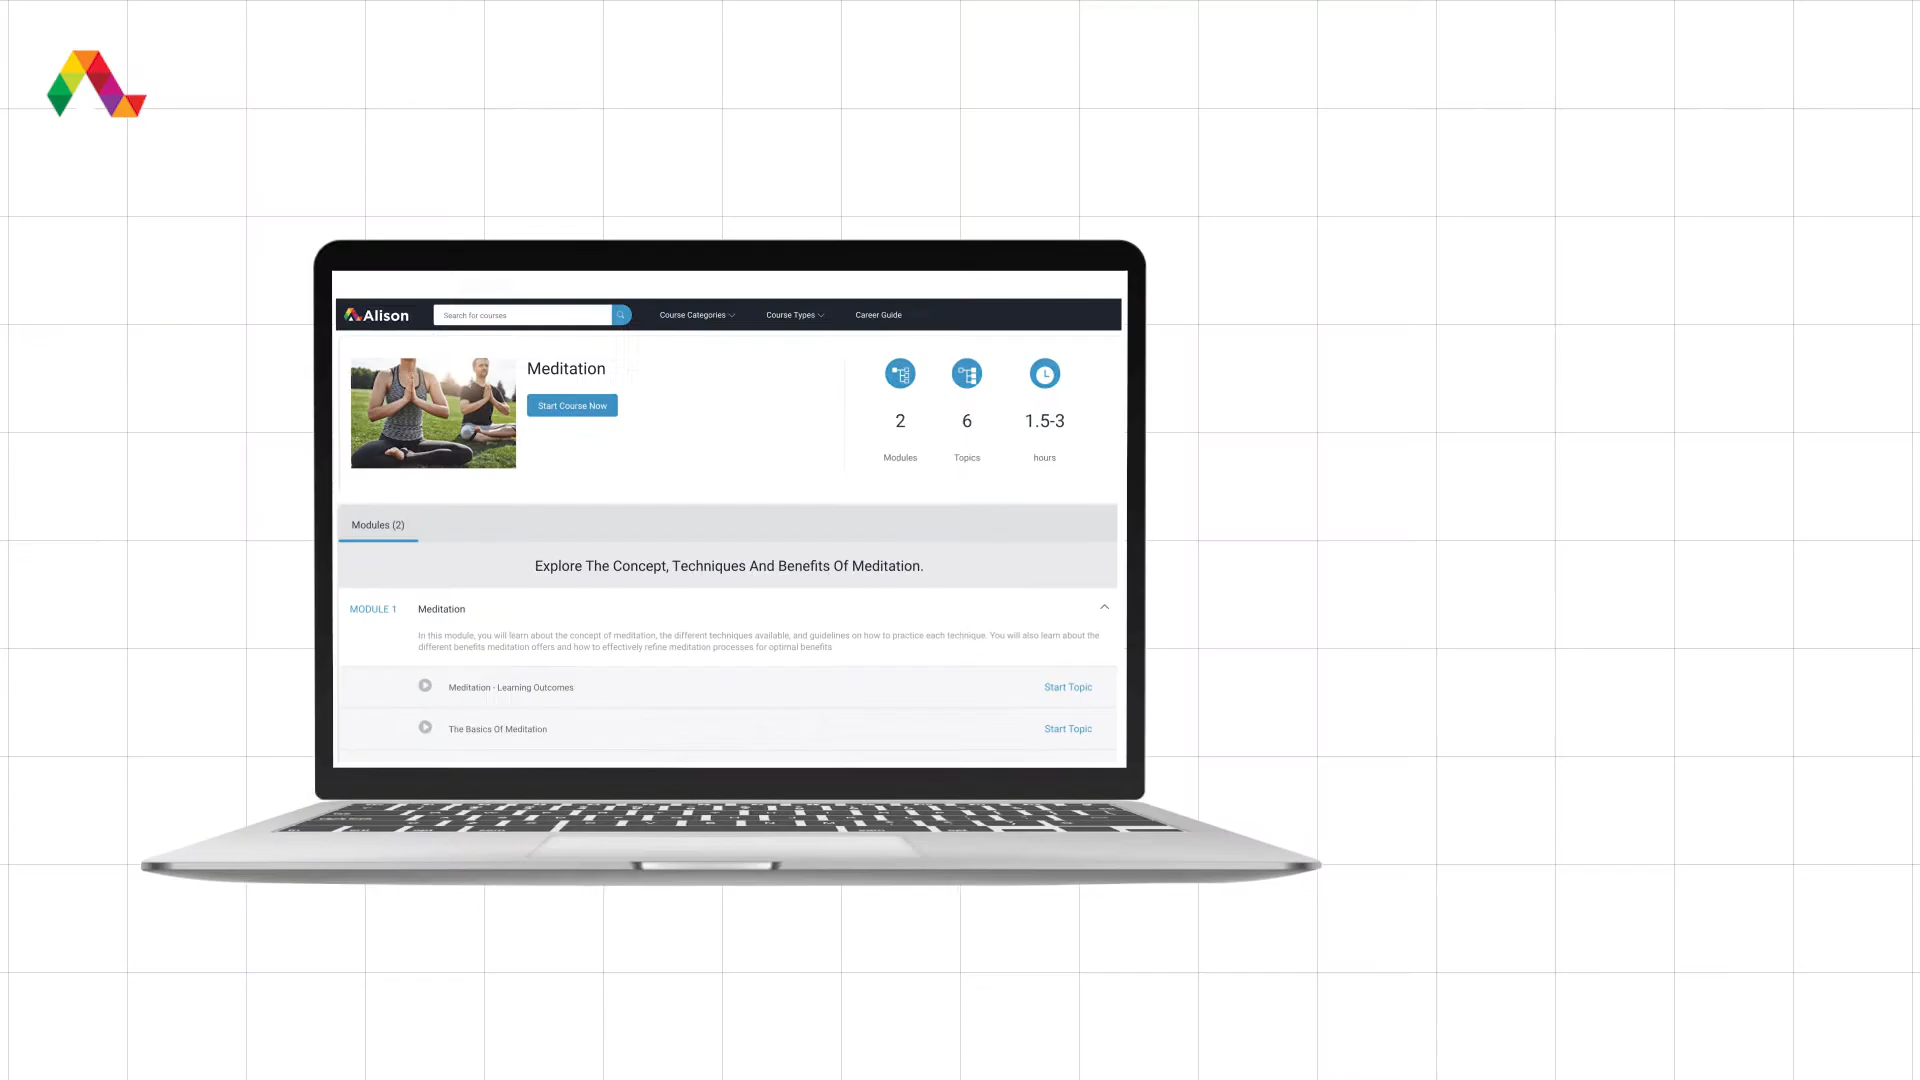 Alison
Search for courses
Course Categories
Course Types
Career Guide
Meditation
Start Course Now
2
6
1.5-3
Modules
Topics
hours
Modules (2)
Explore The Concept, Techniques And Benefits Of Meditation.
MODULE 1
Meditation
In this module, you will learn about the concept of meditation, the different techniques available, and guidelines on how to practice each technique. You will also learn about the
different benefits meditation offers and how to effectively refine meditation processes for optimal benefits
Meditation - Learning Outcomes
Start Topic
The Basics Of Meditation
Start Topic